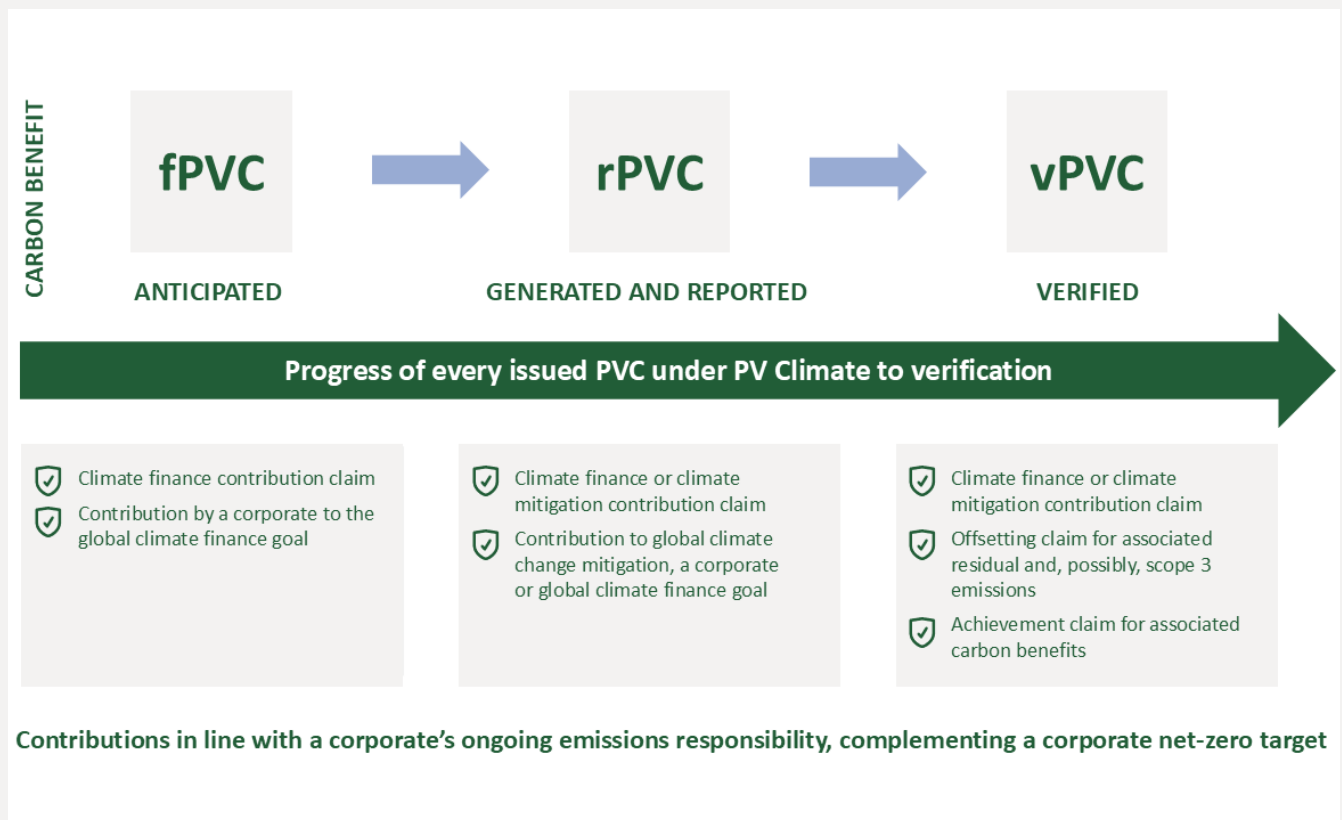 CARBON BENEFIT
fPVC
rPVC
vPVC
ANTICIPATED
GENERATED AND REPORTED
VERIFIED
Progress of every issued PVC under PV Climate to verification
Climate finance contribution claim
Contribution by a corporate to the
global climate finance goal
Climate finance or climate
mitigation contribution claim
Contribution to global climate
change mitigation, a corporate
or global climate finance goal
Climate finance or climate
mitigation contribution claim
Offsetting claim for associated
residual and, possibly, scope 3
emissions
Achievement claim for associated
carbon benefits
Contributions in line with a corporate’s ongoing emissions responsibility, complementing a corporate net-zero target